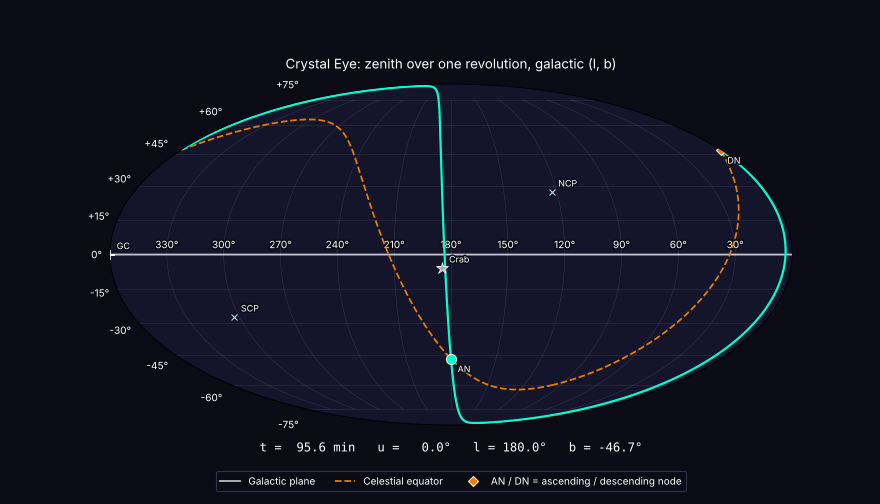 Crystal Eye: zenith over one revolution, galactic (l, b)
+75°
+60°
+45°
+30°
+15°
0°
-15°
-30°
-45°
-60°
-75°
GC 330° 300° 270° 240° 210° 180° 150° 120° 90° 60° 30°
DN
NCP
Crab
SCP
AN
t = 95.6 min u = 0.0° l = 180.0° b = -46.7°
Galactic plane Celestial equator AN / DN = ascending / descending node